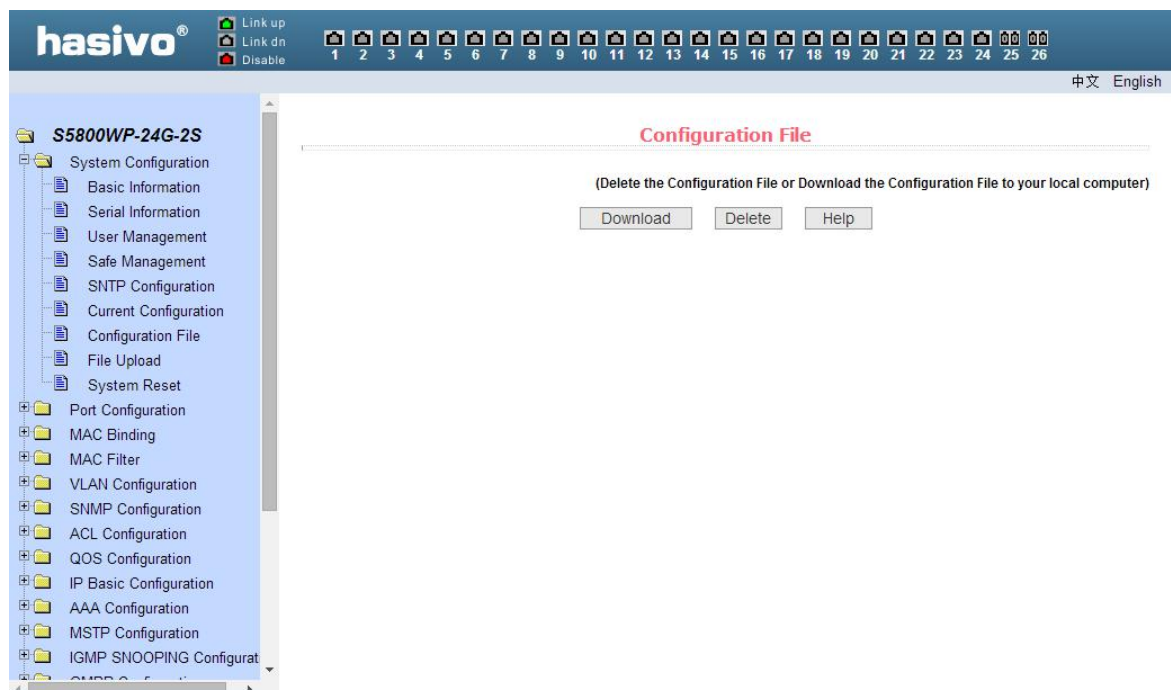 hasivo®
Link up
Link dn
Disable
1 2 3 4 5 6 7 8 9 10 11 12 13 14 15 16 17 18 19 20 21 22 23 24 25 26
中文 English
S5800WP-24G-2S
System Configuration
Basic Information
Serial Information
User Management
Safe Management
SNTP Configuration
Current Configuration
Configuration File
File Upload
System Reset
Port Configuration
MAC Binding
MAC Filter
VLAN Configuration
SNMP Configuration
ACL Configuration
QOS Configuration
IP Basic Configuration
AAA Configuration
MSTP Configuration
IGMP SNOOPING Configurat
Configuration File
(Delete the Configuration File or Download the Configuration File to your local computer)
Download Delete Help